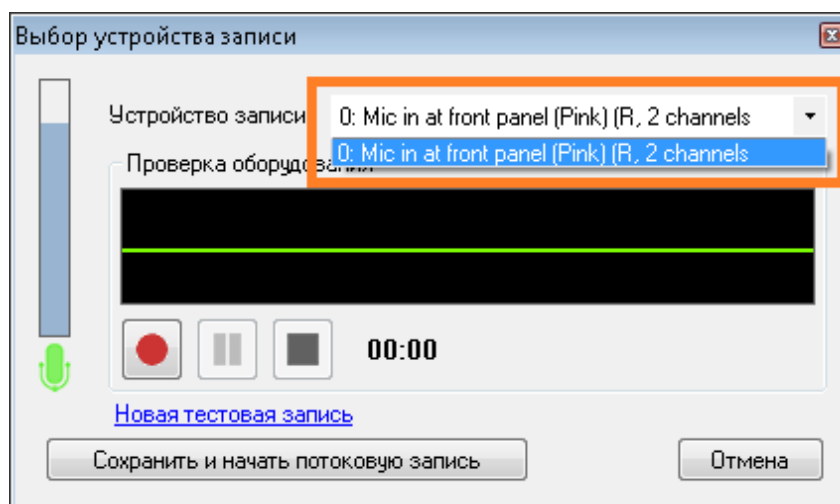 Выбор устройства записи
Устройство записи
0: Mic in at front panel (Pink) (R, 2 channels
0: Mic in at front panel (Pink) (R, 2 channels
Проверка оборудования
00:00
Новая тестовая запись
Сохранить и начать потоковую запись
Отмена